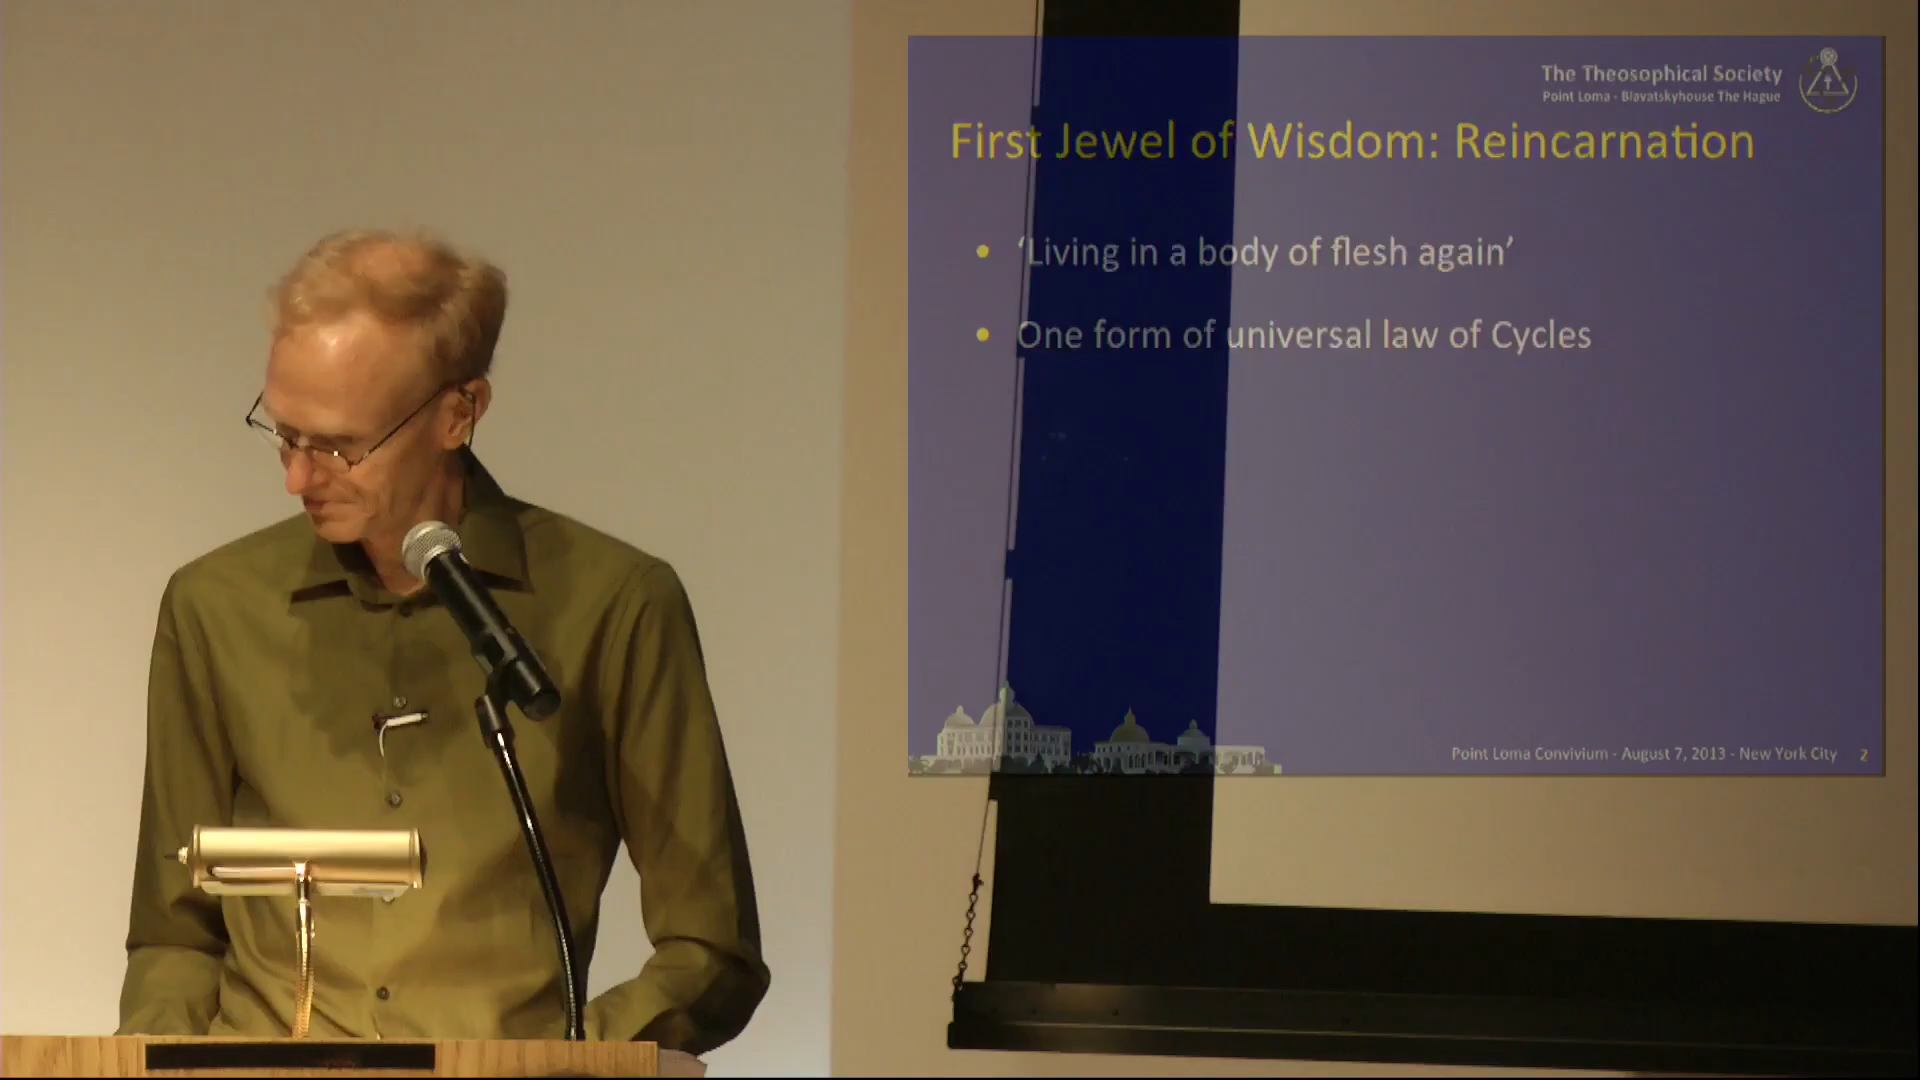 The Theosophical Society
Point Loma - Blavatskyhouse The Hague
First Jewel of Wisdom: Reincarnation
• ‘Living in a body of flesh again’
• One form of universal law of Cycles
Point Loma Convivium - August 7, 2013 - New York City 2